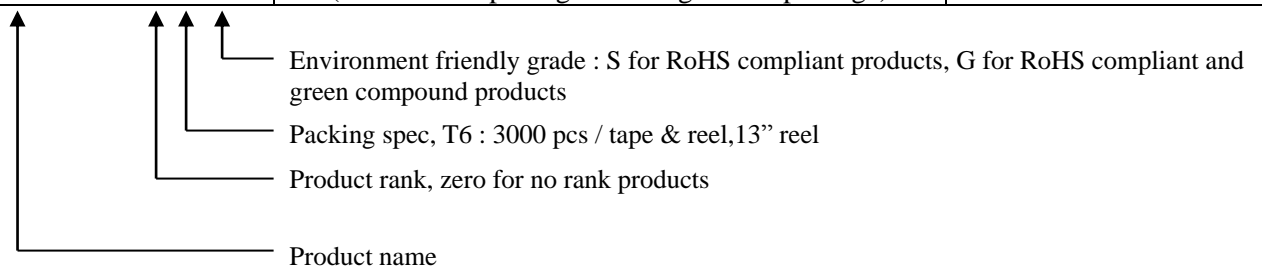 Environment friendly grade : S for RoHS compliant products, G for RoHS compliant and
green compound products
Packing spec, T6 : 3000 pcs / tape & reel,13” reel
Product rank, zero for no rank products
Product name